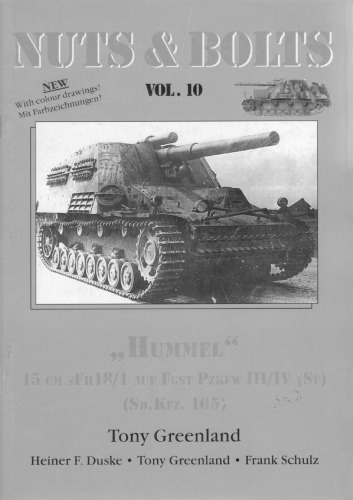 NUTS & BOLTS
VOL. 10
NEW
With colour drawings!
Mit Farbzeichnungen!
„HUMMEL“
15 CM SFH18/1 AUF FGST PZKFW III/IV (SF)
(SD.KFZ. 165)
Tony Greenland
Heiner F. Duske • Tony Greenland • Frank Schulz